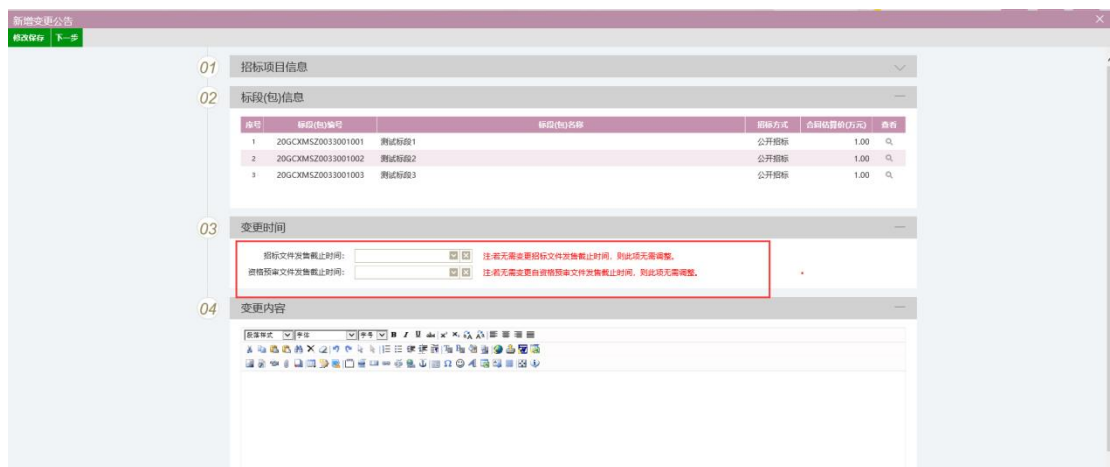 新增变更公告
修改保存 下一步
01 招标项目信息
02 标段(包)信息
序号 标段(包)编号 标段(包)名称 招标方式 合同估算价(万元) 查看
1 20GCXMSZ0033001001 测试标段1 公开招标 1.00
2 20GCXMSZ0033001002 测试标段2 公开招标 1.00
3 20GCXMSZ0033001003 测试标段3 公开招标 1.00
03 变更时间
招标文件发售截止时间: 注:若无需变更招标文件发售截止时间，则此项无需调整。
资格预审文件发售截止时间: 注:若无需变更自资格预审文件发售截止时间，则此项无需调整。
04 变更内容
段落样式 字体 字号